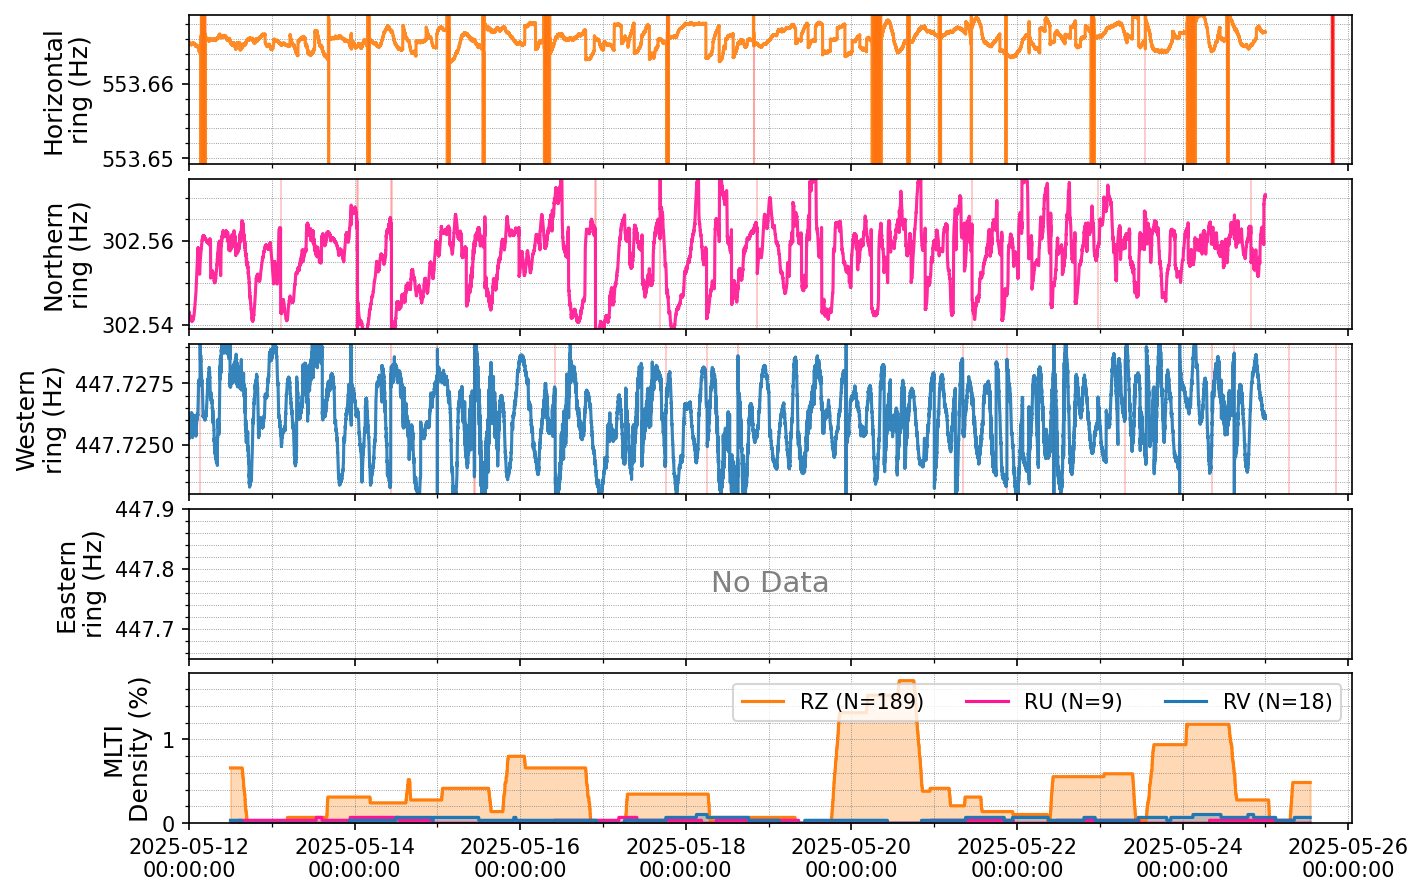 Horizontal
ring (Hz)
553.66
553.65
Northern
ring (Hz)
302.56
302.54
Western
ring (Hz)
447.7275
447.7250
Eastern
ring (Hz)
447.9
447.8
447.7
No Data
MLTI
Density (%)
1
0
RZ (N=189) RU (N=9) RV (N=18)
2025-05-12 2025-05-14 2025-05-16 2025-05-18 2025-05-20 2025-05-22 2025-05-24 2025-05-26
00:00:00 00:00:00 00:00:00 00:00:00 00:00:00 00:00:00 00:00:00 00:00:00